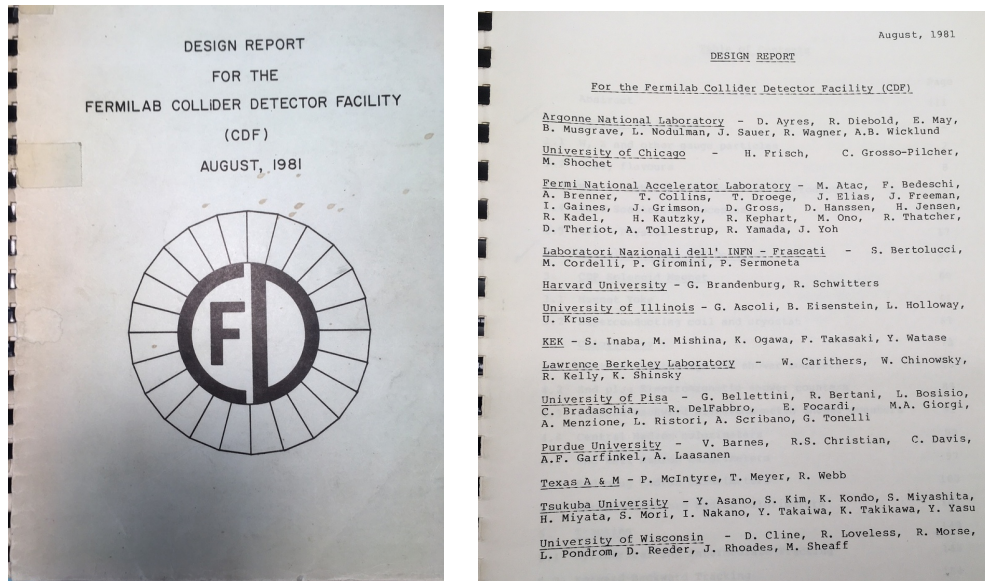 DESIGN REPORT
FOR THE
FERMILAB COLLIDER DETECTOR FACILITY
(CDF)
AUGUST, 1981
CDF
August, 1981
DESIGN REPORT
For the Fermilab Collider Detector Facility (CDF)
Argonne National Laboratory - D. Ayres, R. Diebold, E. May,
B. Musgrave, L. Nodulman, J. Sauer, R. Wagner, A.B. Wicklund
University of Chicago - H. Frisch, C. Grosso-Pilcher,
M. Shochet
Fermi National Accelerator Laboratory - M. Atac, F. Bedeschi,
A. Brenner, T. Collins, T. Droege, J. Elias, J. Freeman,
I. Gaines, J. Grimson, D. Gross, D. Hanssen, H. Jensen,
R. Kadel, H. Kautzky, R. Kephart, M. Ono, R. Thatcher,
D. Theriot, A. Tollestrup, R. Yamada, J. Yoh
Laboratori Nazionali dell' INFN - Frascati - S. Bertolucci,
M. Cordelli, P. Giromini, P. Sermoneta
Harvard University - G. Brandenburg, R. Schwitters
University of Illinois - G. Ascoli, B. Eisenstein, L. Holloway,
U. Kruse
KEK - S. Inaba, M. Mishina, K. Ogawa, F. Takasaki, Y. Watase
Lawrence Berkeley Laboratory - W. Carithers, W. Chinowsky,
R. Kelly, K. Shinsky
University of Pisa - G. Bellettini, R. Bertani, L. Bosisio,
C. Bradaschia, R. DelFabbro, E. Focardi, M.A. Giorgi,
A. Menzione, L. Ristori, A. Scribano, G. Tonelli
Purdue University - V. Barnes, R.S. Christian, C. Davis,
A.F. Garfinkel, A. Laasanen
Texas A & M - P. McIntyre, T. Meyer, R. Webb
Tsukuba University - Y. Asano, S. Kim, K. Kondo, S. Miyashita,
H. Miyata, S. Mori, I. Nakano, Y. Takaiwa, K. Takikawa, Y. Yasu
University of Wisconsin - D. Cline, R. Loveless, R. Morse,
L. Pondrom, D. Reeder, J. Rhoades, M. Sheaff